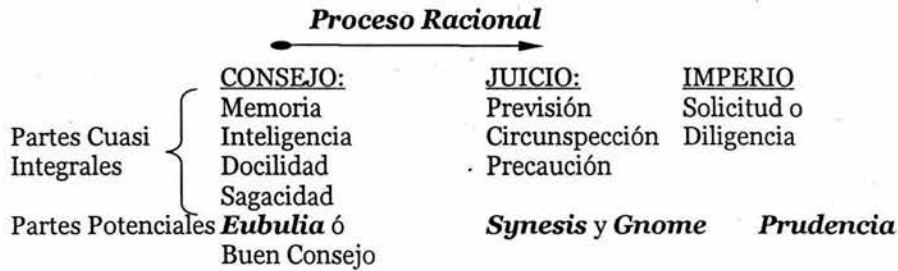 Proceso Racional
CONSEJO: JUICIO: IMPERIO
Memoria Previsión Solicitud o
Partes Cuasi Inteligencia Circunspección Diligencia
Integrales Docilidad Precaución
Sagacidad
Partes Potenciales Eubulia ó Synesis y Gnome Prudencia
Buen Consejo